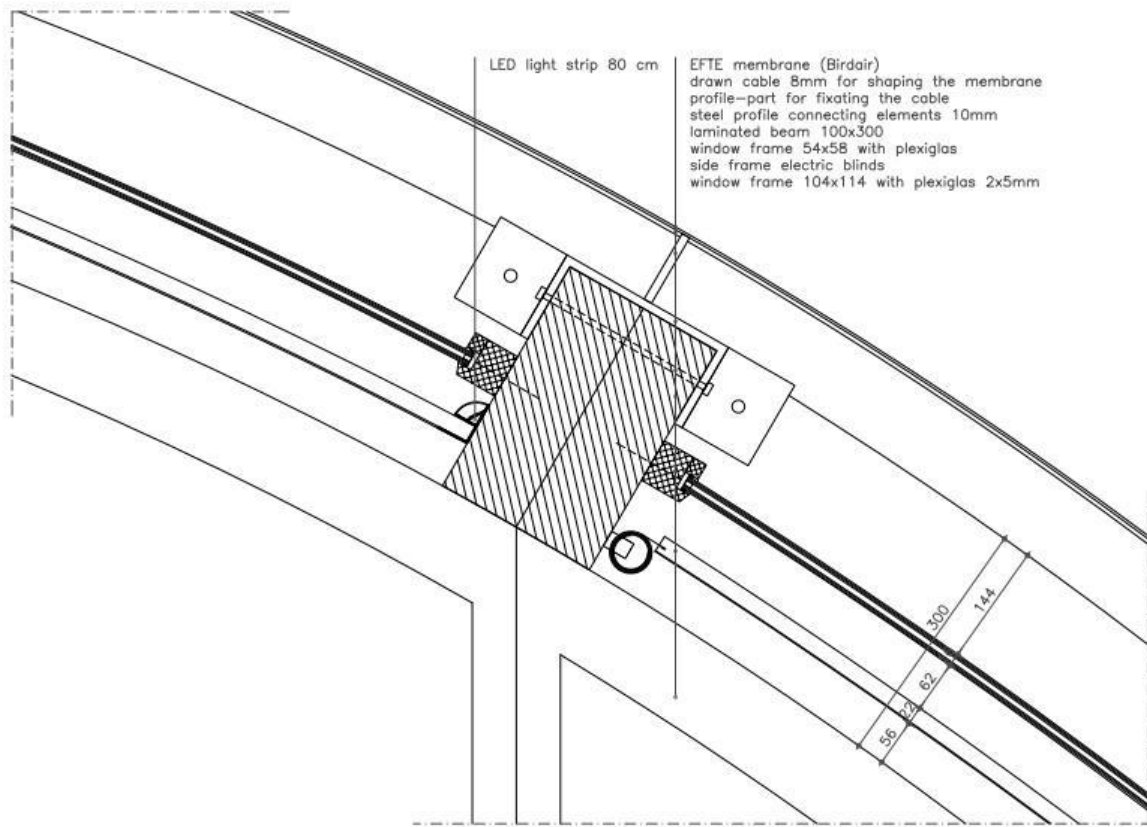 LED light strip 80 cm
EFTE membrane (Birdair)
drawn cable 8mm for shaping the membrane
profile-part for fixating the cable
steel profile connecting elements 10mm
laminated beam 100x300
window frame 54x58 with plexiglas
side frame electric blinds
window frame 104x114 with plexiglas 2x5mm
300
144
62
22
56